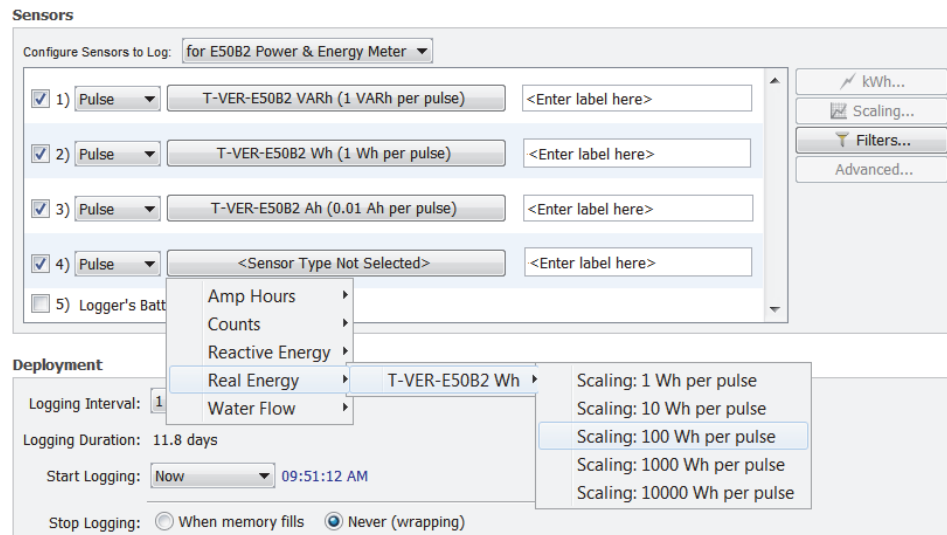 Sensors
Configure Sensors to Log: for E50B2 Power & Energy Meter
1) Pulse T-VER-E50B2 VARh (1 VARh per pulse) <Enter label here>
2) Pulse T-VER-E50B2 Wh (1 Wh per pulse) <Enter label here>
3) Pulse T-VER-E50B2 Ah (0.01 Ah per pulse) <Enter label here>
4) Pulse <Sensor Type Not Selected> <Enter label here>
5) Logger's Batt
kWh...
Scaling...
Filters...
Advanced...
Amp Hours
Counts
Reactive Energy
Real Energy
Water Flow
T-VER-E50B2 Wh
Scaling: 1 Wh per pulse
Scaling: 10 Wh per pulse
Scaling: 100 Wh per pulse
Scaling: 1000 Wh per pulse
Scaling: 10000 Wh per pulse
Deployment
Logging Interval: 1
Logging Duration: 11.8 days
Start Logging: Now 09:51:12 AM
Stop Logging: When memory fills Never (wrapping)